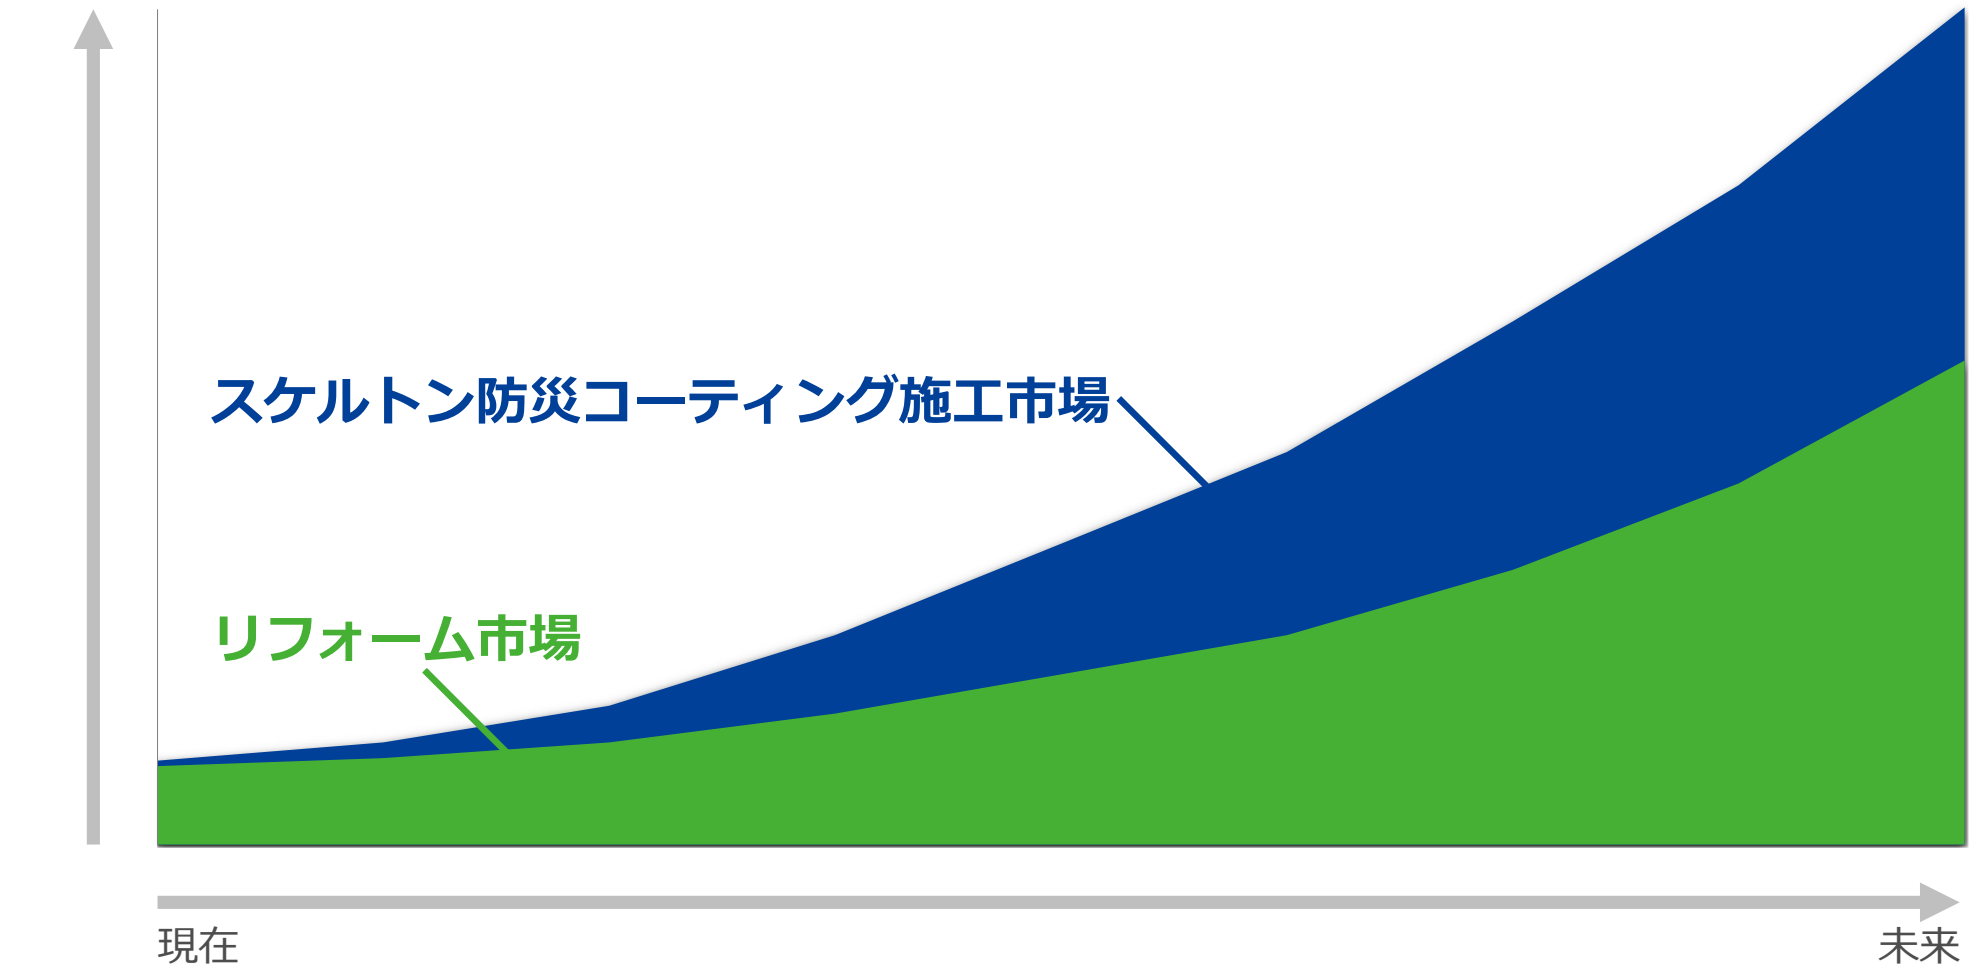 スケルトン防災コーティング施工市場
リフォーム市場
現在
未来